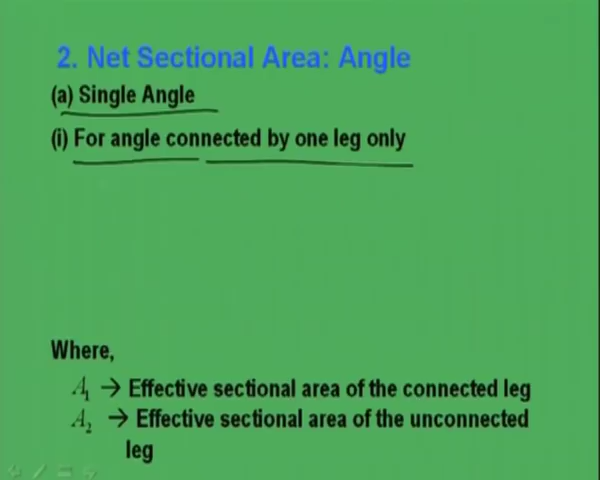 2. Net Sectional Area: Angle
(a) Single Angle
(i) For angle connected by one leg only
Where,
A₁ → Effective sectional area of the connected leg
A₂ → Effective sectional area of the unconnected
leg